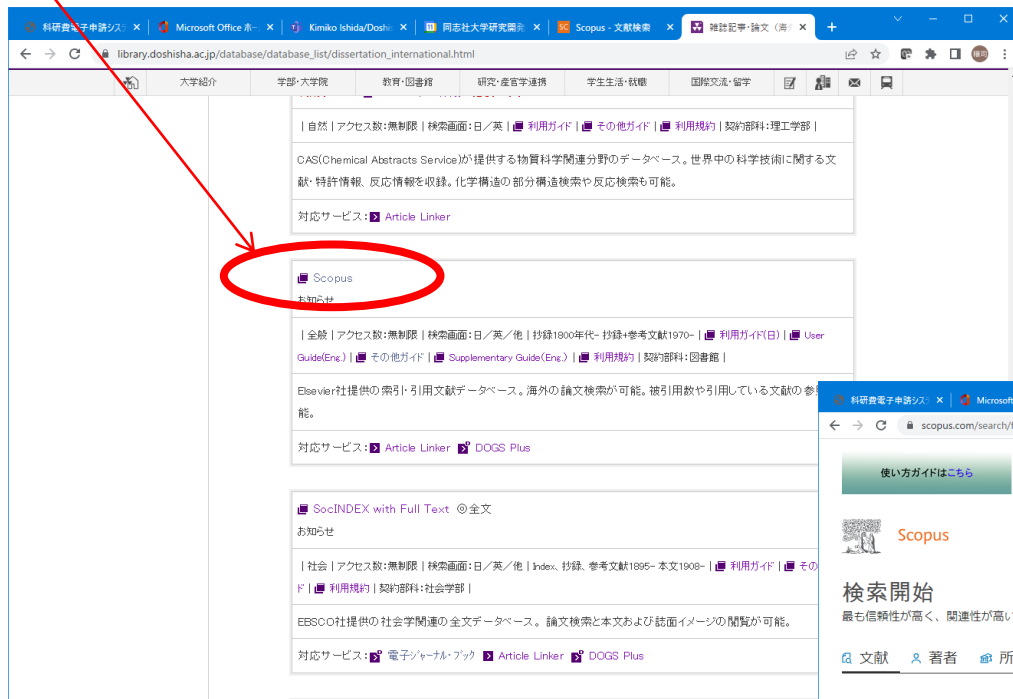 科研費電子申請システ
Microsoft Office ホー
Kimiko Ishida/Doshis
同志社大学研究開発
Scopus - 文献検索
雑誌記事・論文（海外
library.doshisha.ac.jp/database/database_list/dissertation_international.html
大学紹介
学部・大学院
教育・図書館
研究・産官学連携
学生生活・就職
国際交流・留学
| 自然 | アクセス数：無制限 | 検索画面：日／英 | 利用ガイド | その他ガイド | 利用規約 | 契約部科：理工学部 |
CAS(Chemical Abstracts Service)が提供する物質科学関連分野のデータベース。世界中の科学技術に関する文
献・特許情報、反応情報を収録。化学構造の部分構造検索や反応検索も可能。
対応サービス： Article Linker
Scopus
お知らせ
| 全般 | アクセス数：無制限 | 検索画面：日／英／他 | 抄録1800年代- 抄録+参考文献1970- | 利用ガイド(日) | User
Guide(Eng.) | その他ガイド | Supplementary Guide(Eng.) | 利用規約 | 契約部科：図書館 |
Elsevier社提供の索引・引用文献データベース。海外の論文検索が可能。被引用数や引用している文献の参
能。
対応サービス： Article Linker DOGS Plus
SocINDEX with Full Text ◎全文
お知らせ
| 社会 | アクセス数：無制限 | 検索画面：日／英／他 | Index、抄録、参考文献1895- 本文1908- | 利用ガイド | その
ド | 利用規約 | 契約部科：社会学部 |
EBSCO社提供の社会学関連の全文データベース。論文検索と本文および誌面イメージの閲覧が可能。
対応サービス： 電子ジャーナル・ブック Article Linker DOGS Plus
科研費電子申請システ
Microsoft
scopus.com/search/f
使い方ガイドはこちら
Scopus
検索開始
最も信頼性が高く、関連性が高い
文献
著者
所